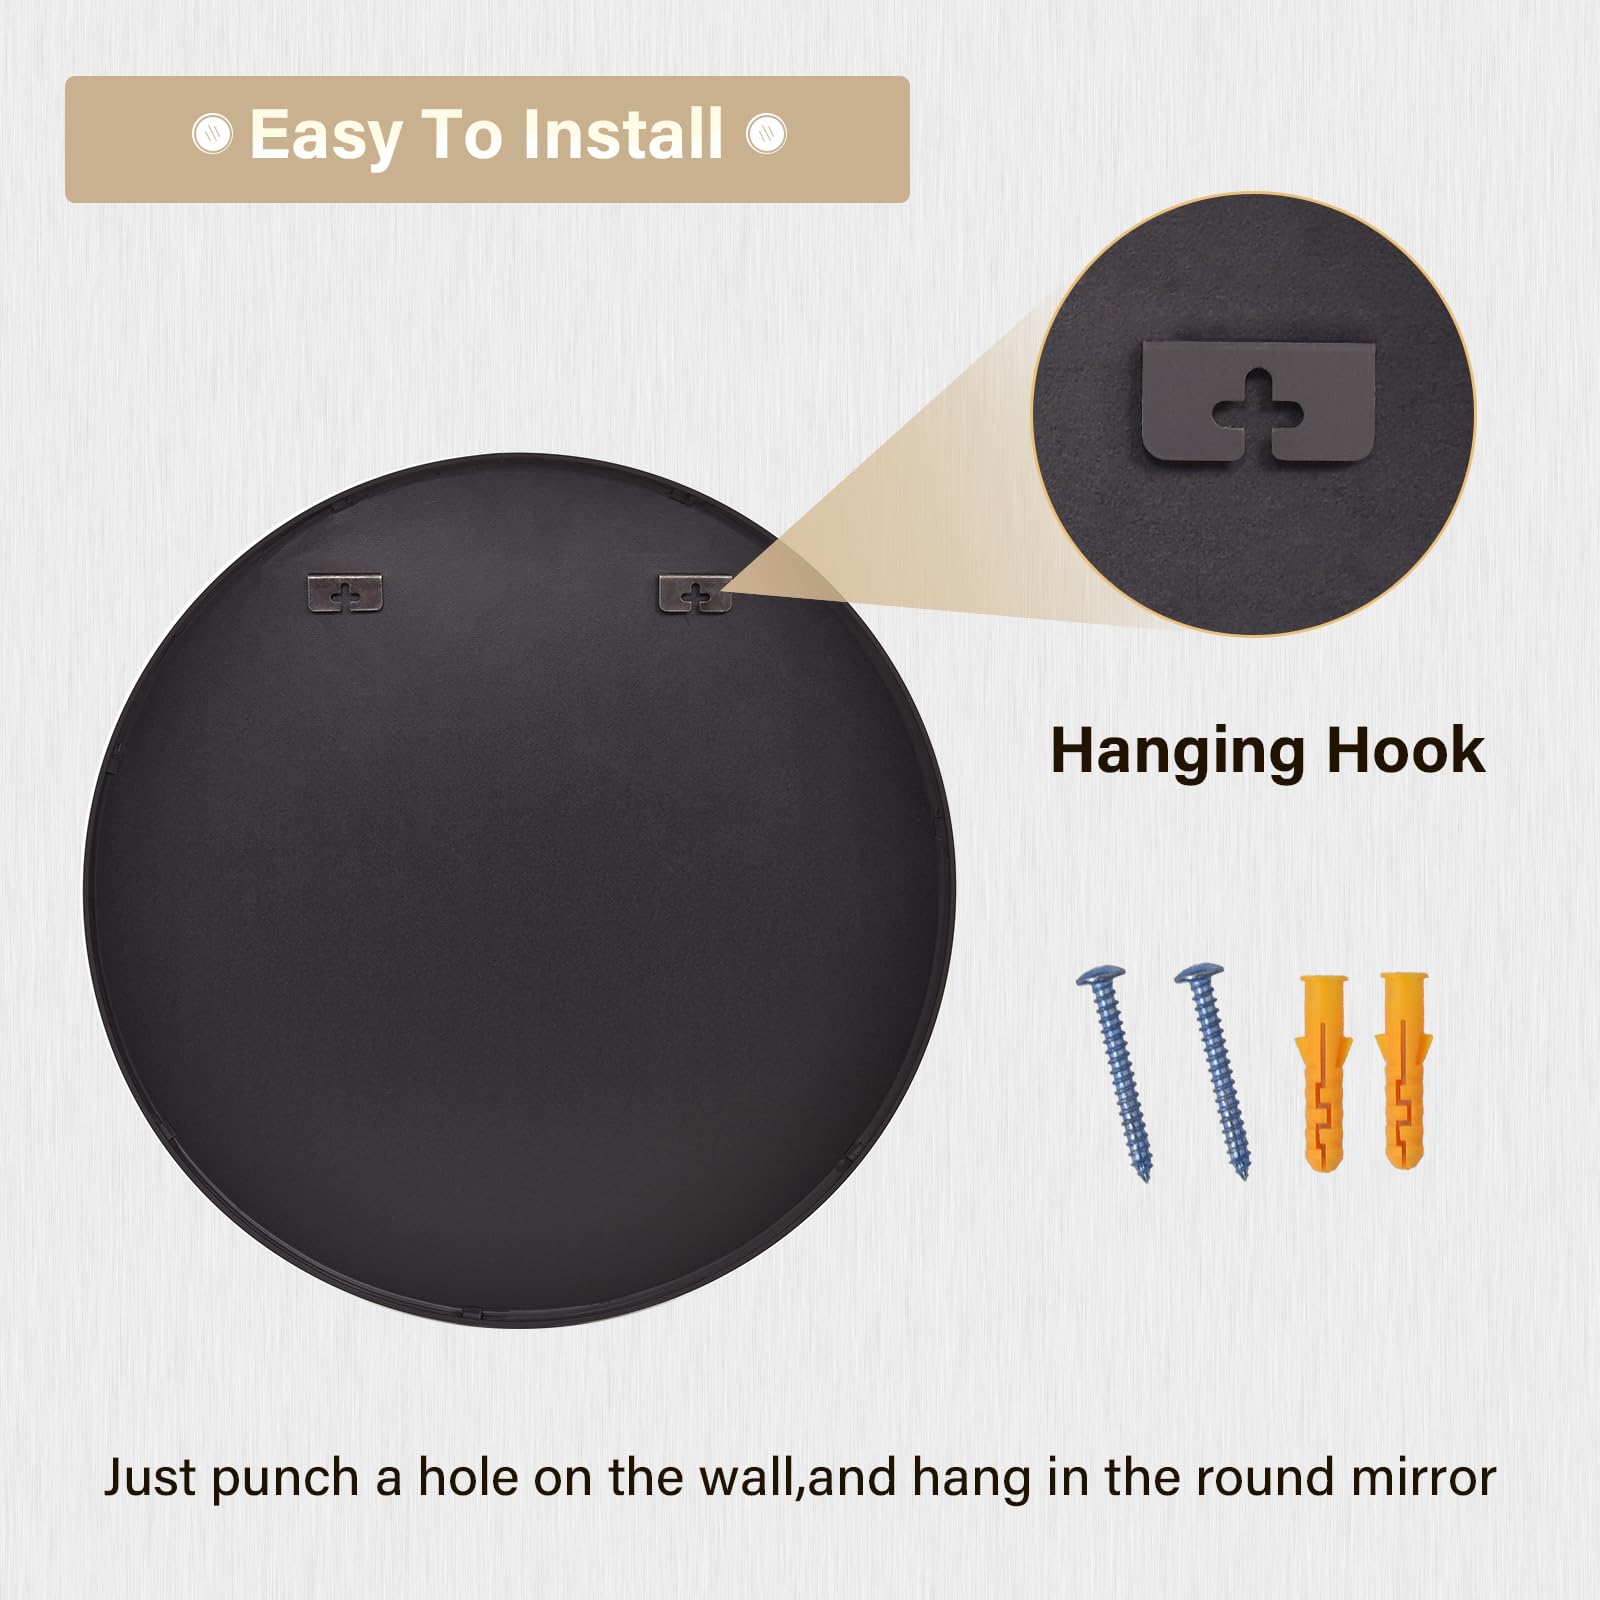 Easy To Install
Hanging Hook
Just punch a hole on the wall,and hang in the round mirror